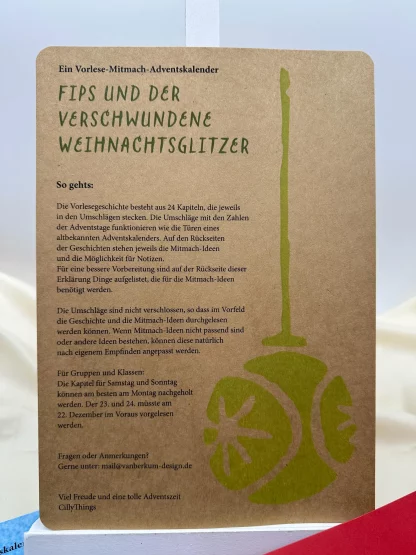 Ein Vorlese-Mitmach-Adventskalender
FIPS UND DER
VERSCHWUNDENE
WEIHNACHTSGLITZER
So gehts:
Die Vorlesegeschichte besteht aus 24 Kapiteln, die jeweils
in den Umschlägen stecken. Die Umschläge mit den Zahlen
der Adventstage funktionieren wie die Türen eines
altbekannten Adventskalenders. Auf den Rückseiten
der Geschichten stehen jeweils die Mitmach-Ideen
und die Möglichkeit für Notizen.
Für eine bessere Vorbereitung sind auf der Rückseite dieser
Erklärung Dinge aufgelistet, die für die Mitmach-Ideen
benötigt werden.
Die Umschläge sind nicht verschlossen, so dass im Vorfeld
die Geschichte und die Mitmach-Ideen durchgelesen
werden können. Wenn Mitmach-Ideen nicht passend sind
oder andere Ideen bestehen, können diese natürlich
nach eigenem Empfinden angepasst werden.
Für Gruppen und Klassen:
Die Kapitel für Samstag und Sonntag
können am besten am Montag nachgeholt
werden. Der 23. und 24. müsste am
22. Dezember im Voraus vorgelesen
werden.
Fragen oder Anmerkungen?
Gerne unter: mail@vanberkum-design.de
Viel Freude und eine tolle Adventszeit
CillyThings